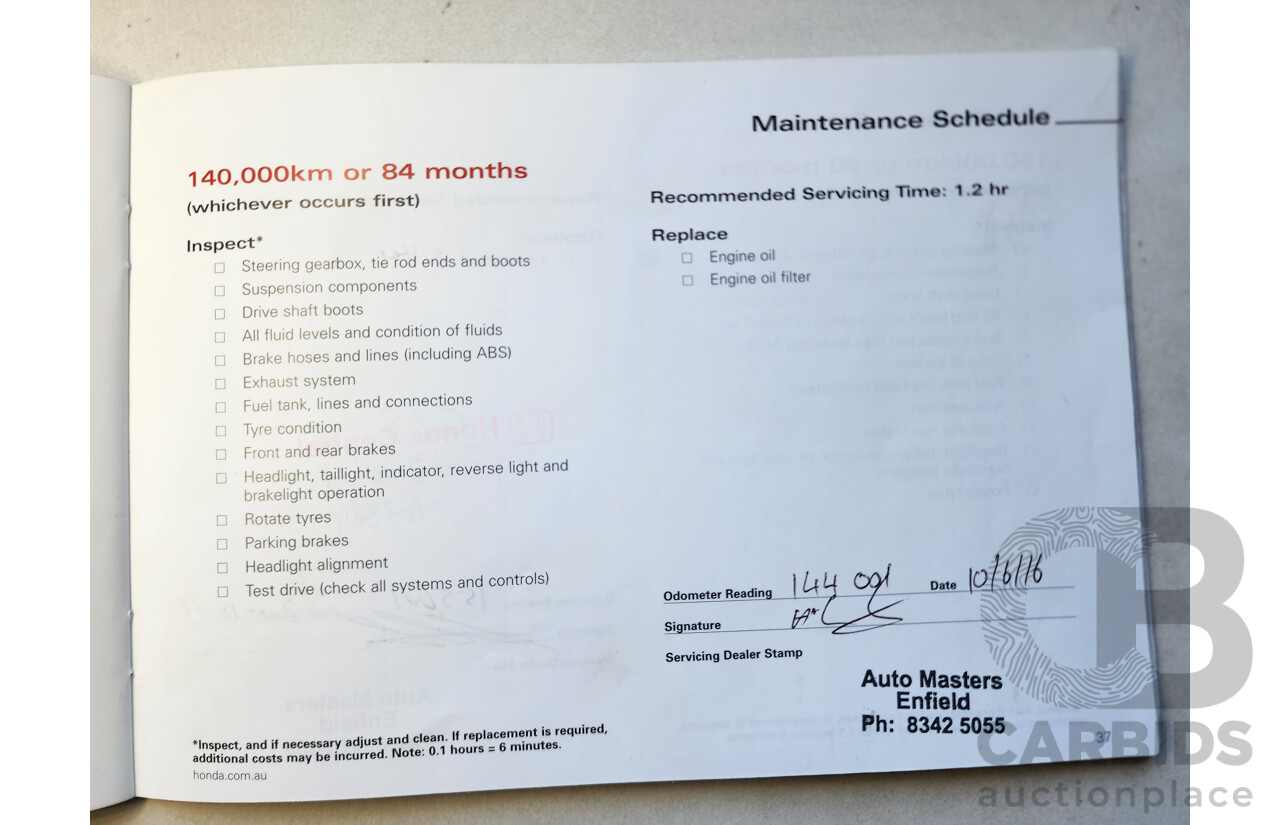 Maintenance Schedule
140,000km or 84 months
(whichever occurs first)
Inspect*
Steering gearbox, tie rod ends and boots
Suspension components
Drive shaft boots
All fluid levels and condition of fluids
Brake hoses and lines (including ABS)
Exhaust system
Fuel tank, lines and connections
Tyre condition
Front and rear brakes
Headlight, taillight, indicator, reverse light and
brakelight operation
Rotate tyres
Parking brakes
Headlight alignment
Test drive (check all systems and controls)
*Inspect, and if necessary adjust and clean. If replacement is required,
additional costs may be incurred. Note: 0.1 hours = 6 minutes.
honda.com.au
Recommended Servicing Time: 1.2 hr
Replace
Engine oil
Engine oil filter
Odometer Reading 144 091 Date 10/6/16
Signature
Servicing Dealer Stamp
Auto Masters
Enfield
Ph: 8342 5055
37
CARBIDS
auctionplace